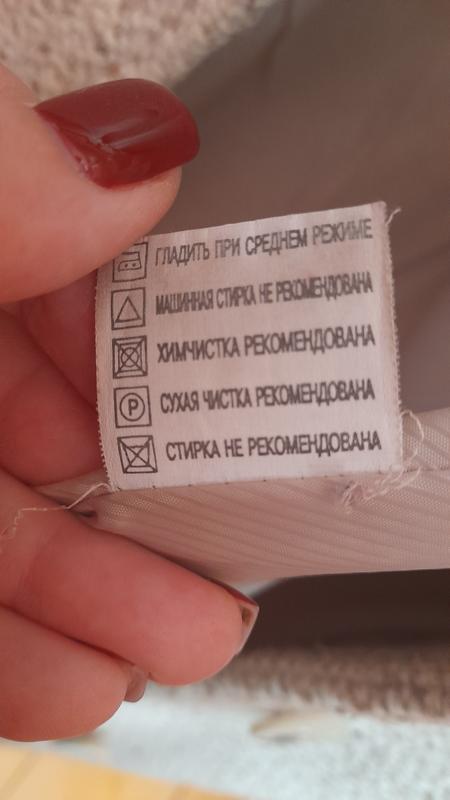 ГЛАДИТЬ ПРИ СРЕДНЕМ РЕЖИМЕ
МАШИННАЯ СТИРКА НЕ РЕКОМЕНДОВАНА
ХИМЧИСТКА РЕКОМЕНДОВАНА
P СУХАЯ ЧИСТКА РЕКОМЕНДОВАНА
СТИРКА НЕ РЕКОМЕНДОВАНА